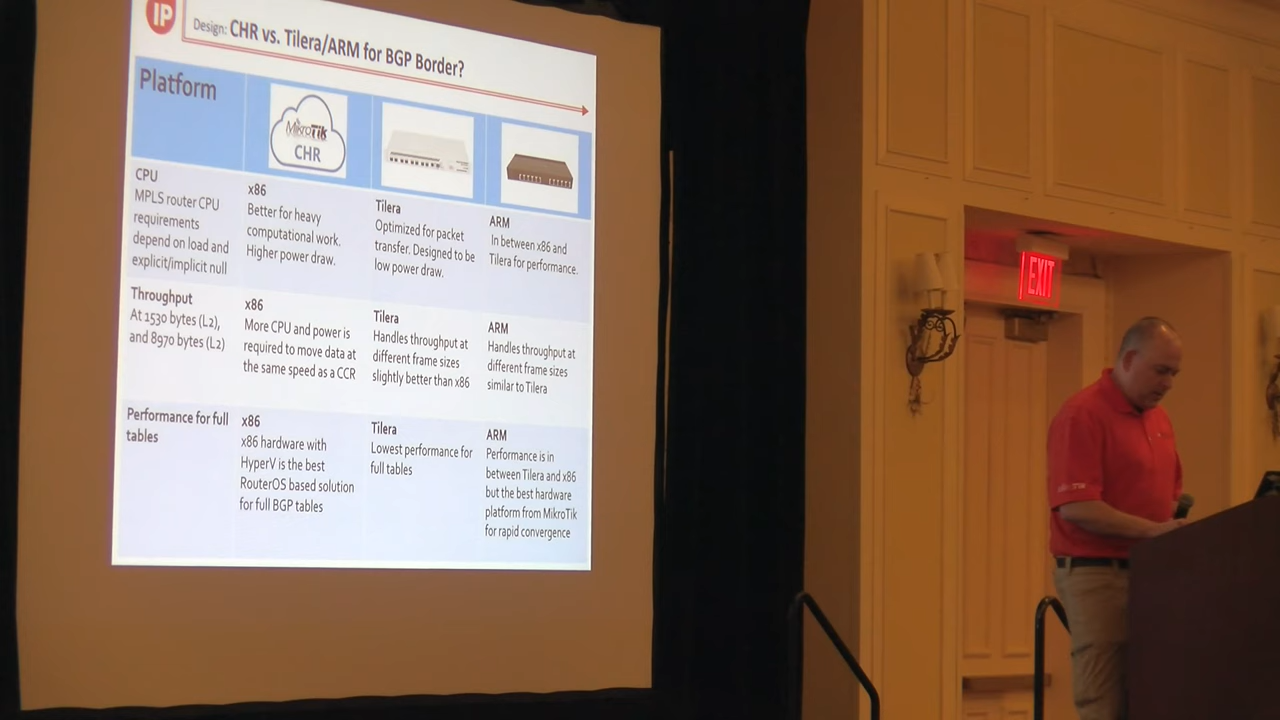 IP
Design: CHR vs. Tilera/ARM for BGP Border?
Platform
MikroTik
CHR
CPU
MPLS router CPU
requirements
depend on load and
explicit/implicit null
x86
Better for heavy
computational work.
Higher power draw.
Tilera
Optimized for packet
transfer. Designed to be
low power draw.
ARM
In between x86 and
Tilera for performance.
Throughput
At 1530 bytes (L2),
and 8970 bytes (L2)
x86
More CPU and power is
required to move data at
the same speed as a CCR
Tilera
Handles throughput at
different frame sizes
slightly better than x86
ARM
Handles throughput at
different frame sizes
similar to Tilera
Performance for full
tables
x86
x86 hardware with
HyperV is the best
RouterOS based solution
for full BGP tables
Tilera
Lowest performance for
full tables
ARM
Performance is in
between Tilera and x86
but the best hardware
platform from MikroTik
for rapid convergence
EXIT